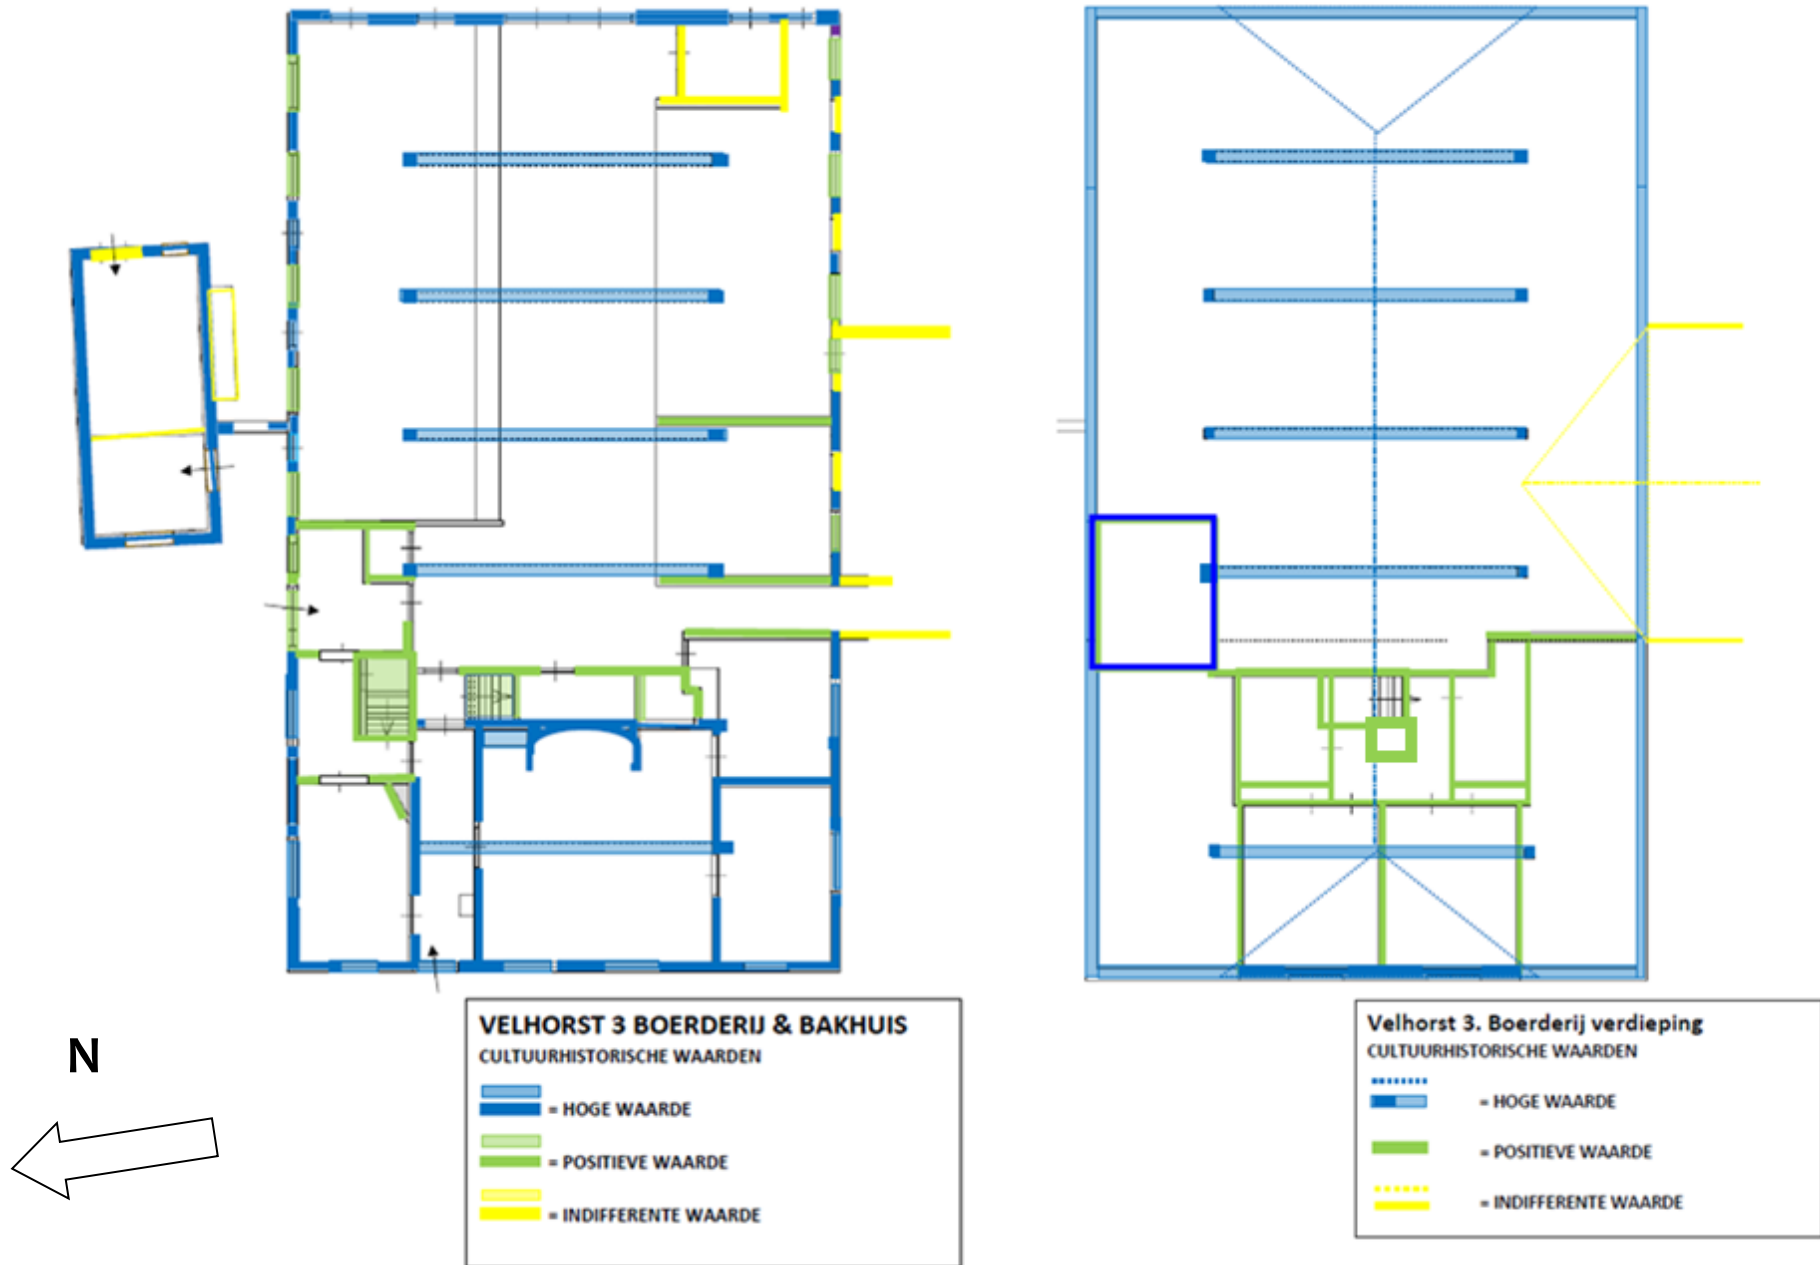 N
VELHORST 3 BOERDERIJ & BAKHUIS
CULTUURHISTORISCHE WAARDEN
= HOGE WAARDE
= POSITIEVE WAARDE
= INDIFFERENTE WAARDE
Velhorst 3. Boerderij verdieping
CULTUURHISTORISCHE WAARDEN
= HOGE WAARDE
= POSITIEVE WAARDE
= INDIFFERENTE WAARDE